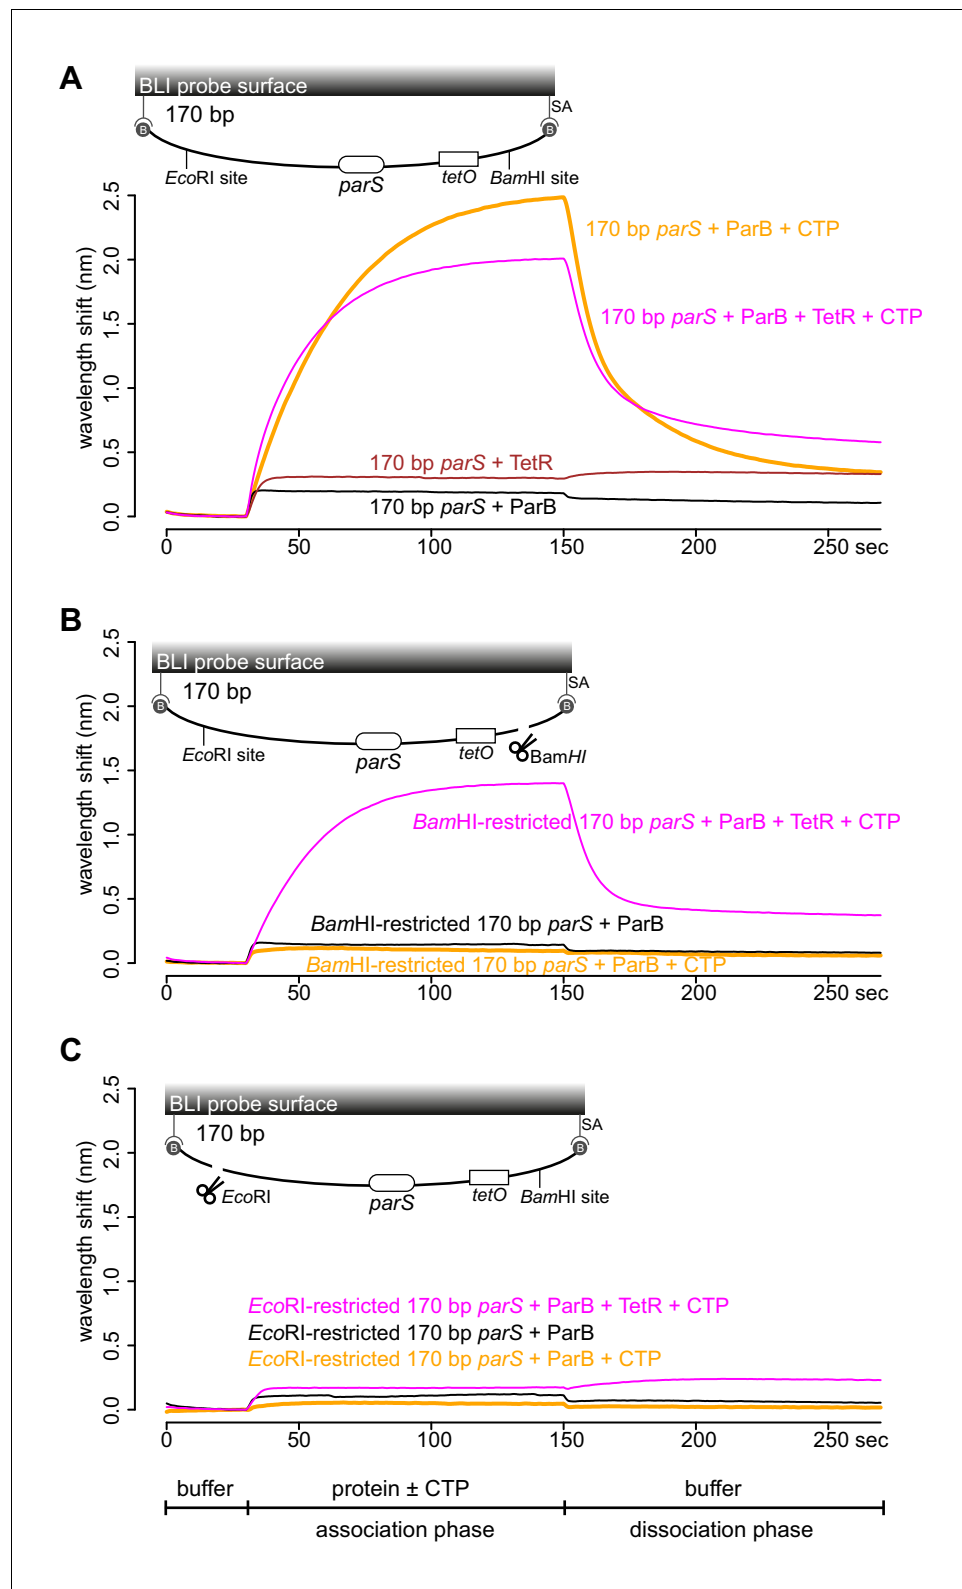 A
BLI probe surface
170 bp
SA
B
B
EcoRI site
parS
tetO
BamHI site
wavelength shift (nm)
0.0
0.5
1.0
1.5
2.0
2.5
170 bp parS + ParB + CTP
170 bp parS + ParB + TetR + CTP
170 bp parS + TetR
170 bp parS + ParB
0
50
100
150
200
250 sec
B
BLI probe surface
170 bp
SA
B
B
EcoRI site
parS
tetO
BamHI
wavelength shift (nm)
0.0
0.5
1.0
1.5
2.0
2.5
BamHI-restricted 170 bp parS + ParB + TetR + CTP
BamHI-restricted 170 bp parS + ParB
BamHI-restricted 170 bp parS + ParB + CTP
0
50
100
150
200
250 sec
C
BLI probe surface
170 bp
SA
B
B
EcoRI
parS
tetO
BamHI site
wavelength shift (nm)
0.0
0.5
1.0
1.5
2.0
2.5
EcoRI-restricted 170 bp parS + ParB + TetR + CTP
EcoRI-restricted 170 bp parS + ParB
EcoRI-restricted 170 bp parS + ParB + CTP
0
50
100
150
200
250 sec
buffer
protein ± CTP
buffer
association phase
dissociation phase